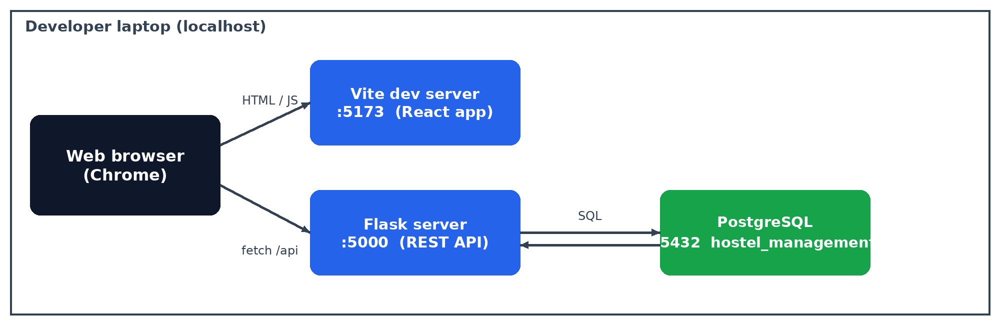 Developer laptop (localhost)
HTML / JS
Vite dev server
:5173 (React app)
Web browser
(Chrome)
fetch /api
Flask server
:5000 (REST API)
SQL
PostgreSQL
5432 hostel_management